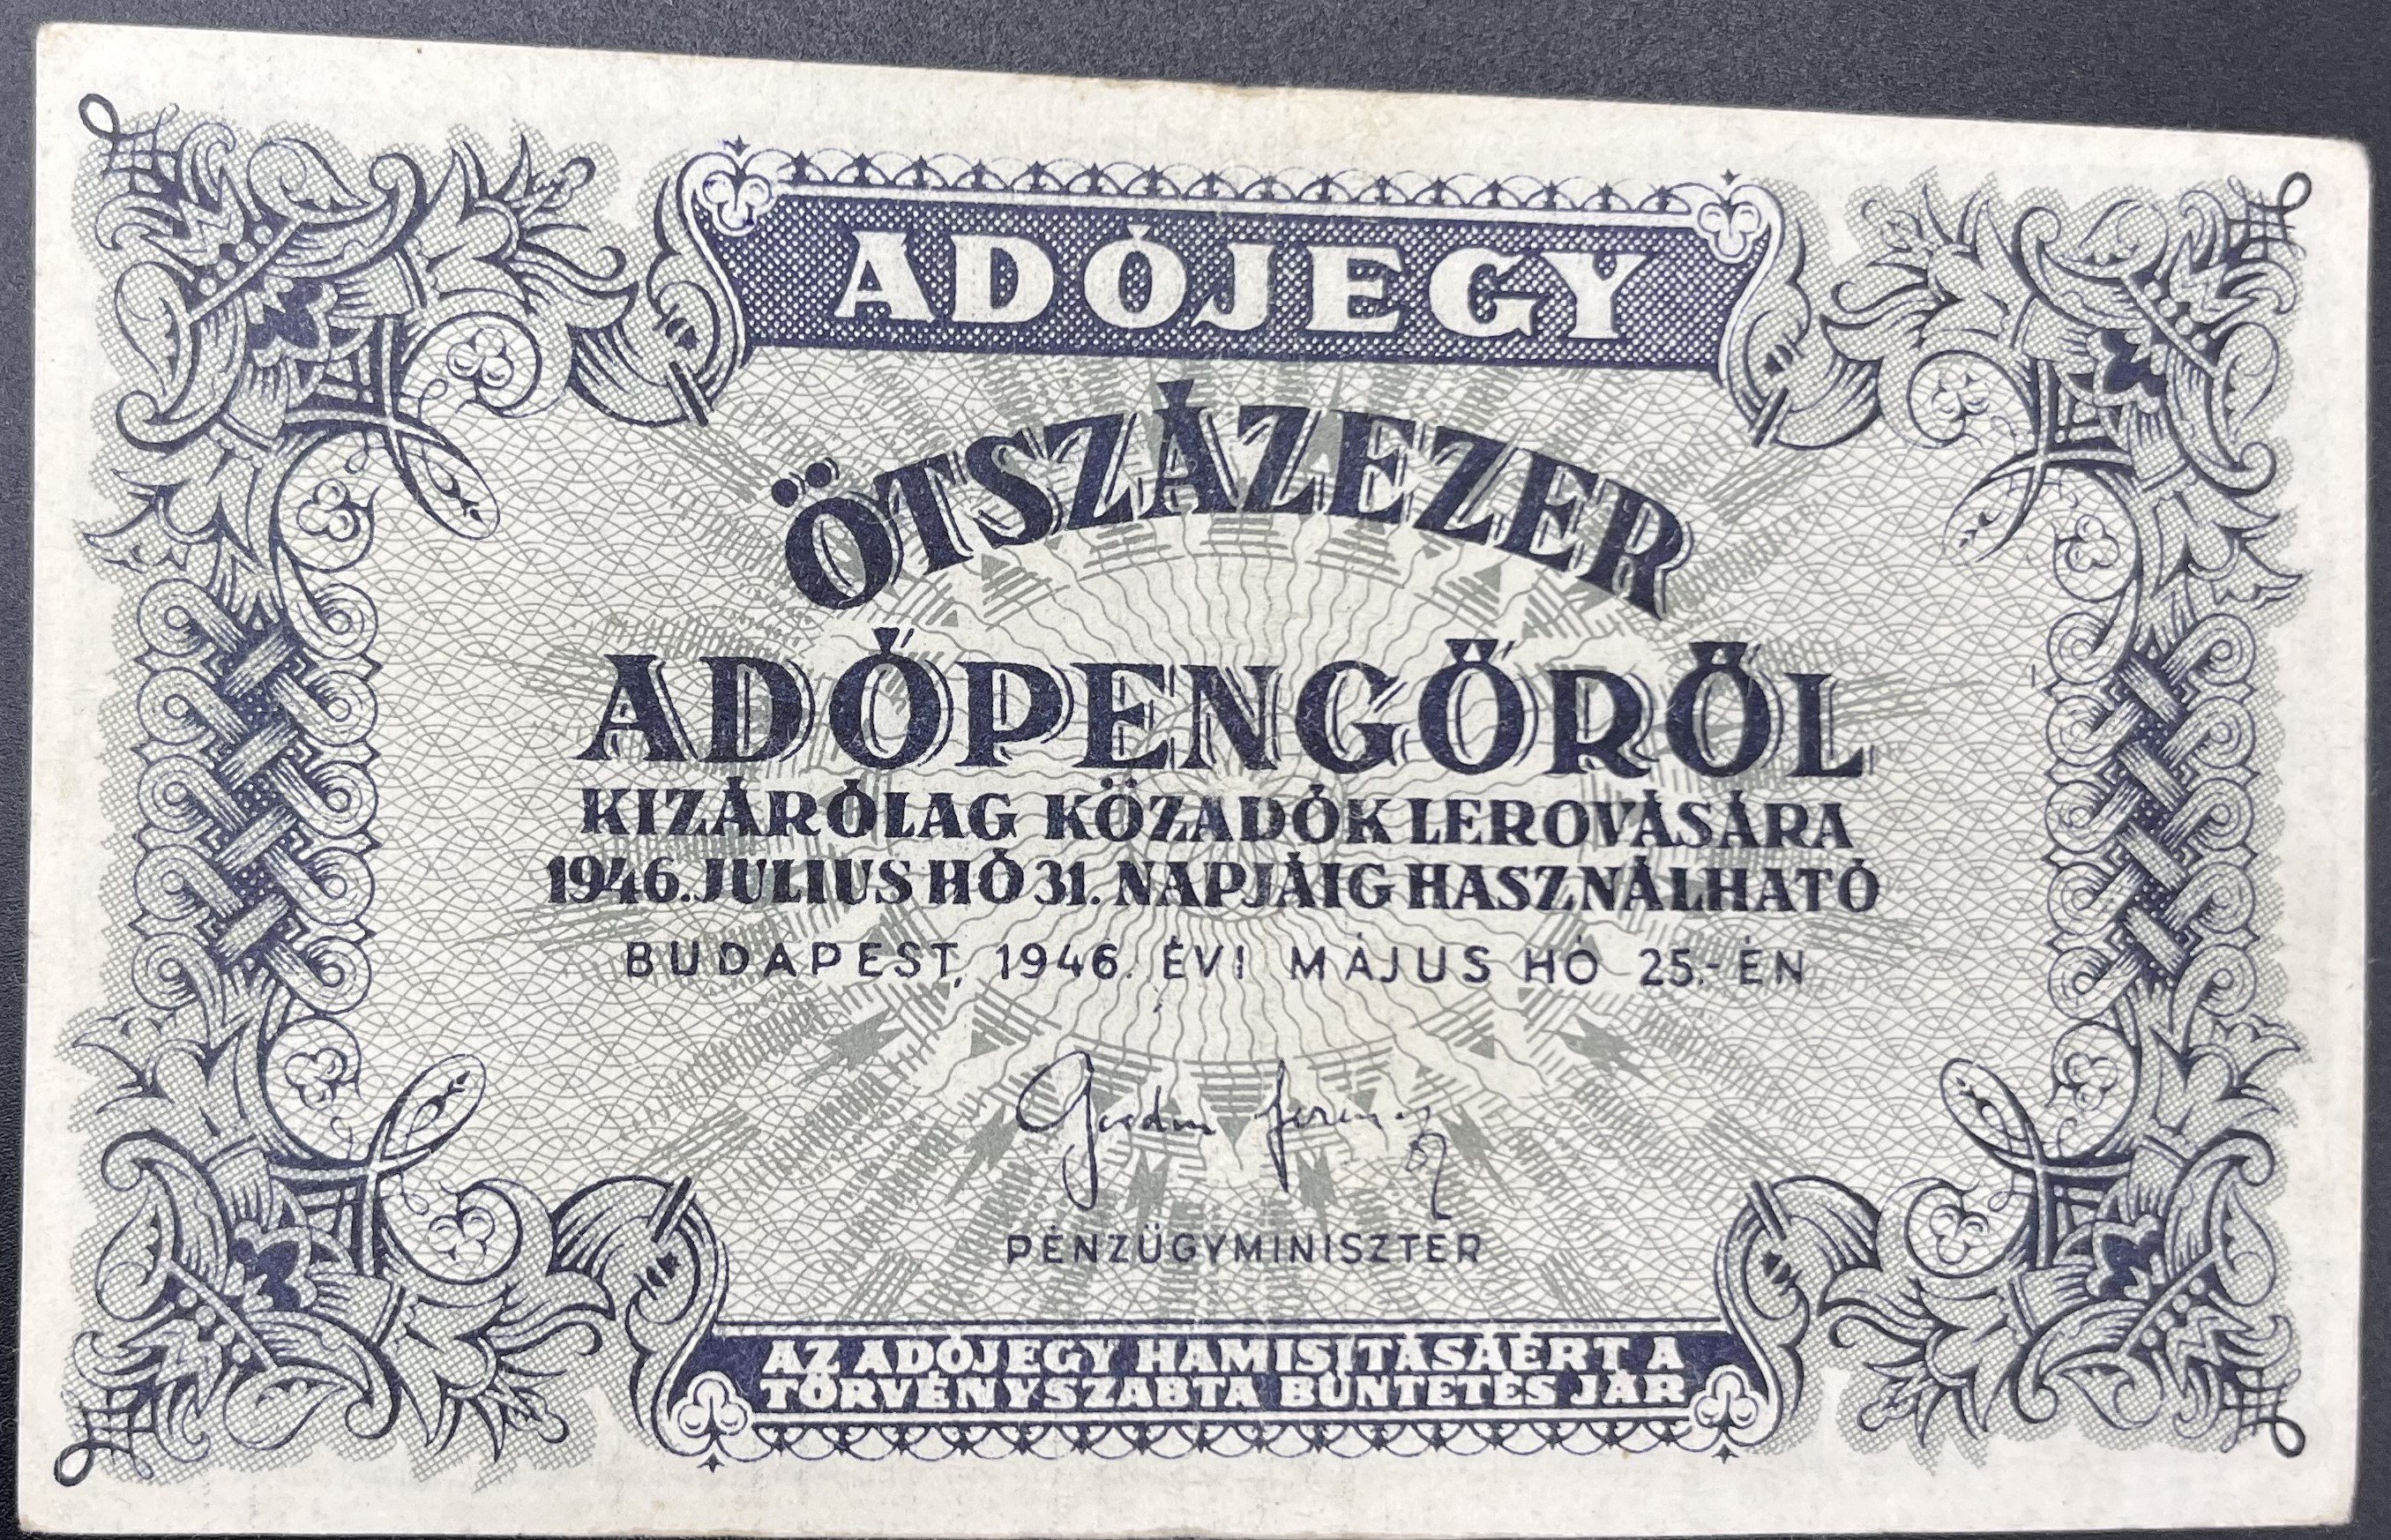 ADÓJEGY
ÖTSZÁZEZER
ADÓPENGŐRŐL
KIZÁRÓLAG KÖZADÓK LEROVÁSÁRA
1946. JULIUS HÓ 31. NAPJÁIG HASZNÁLHATÓ
BUDAPEST, 1946. ÉVI MÁJUS HÓ 25.-ÉN
PÉNZÜGYMINISZTER
AZ ADÓJEGY HAMISITÁSÁÉRT A
TÖRVÉNYSZABTA BÜNTETÉS JÁR